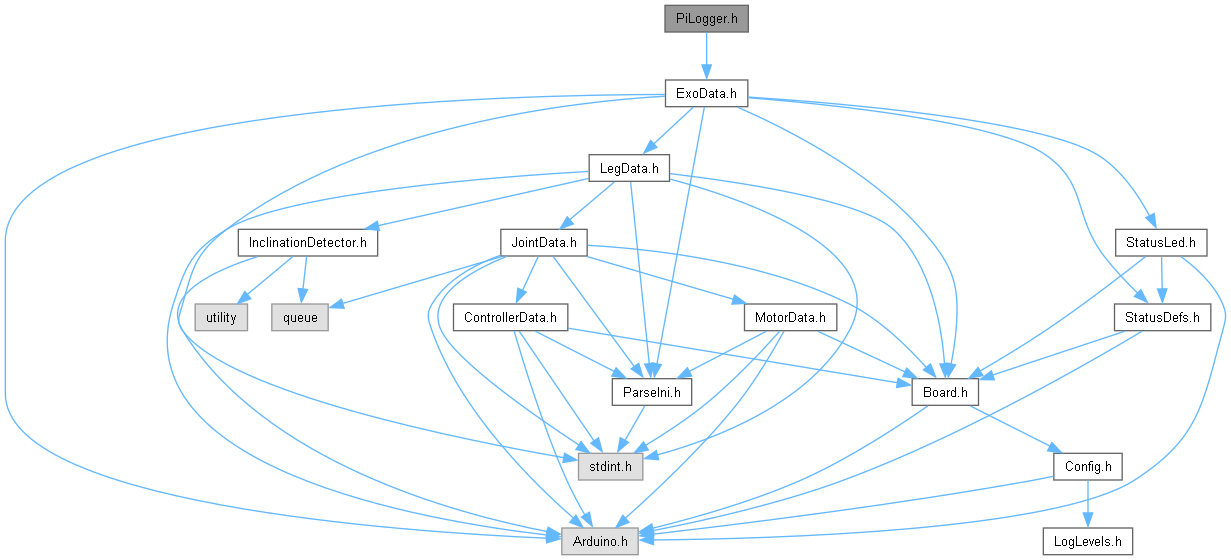 PiLogger.h
ExoData.h
LegData.h
InclinationDetector.h
JointData.h
StatusLed.h
utility
queue
ControllerData.h
MotorData.h
StatusDefs.h
ParseIni.h
Board.h
stdint.h
Config.h
Arduino.h
LogLevels.h